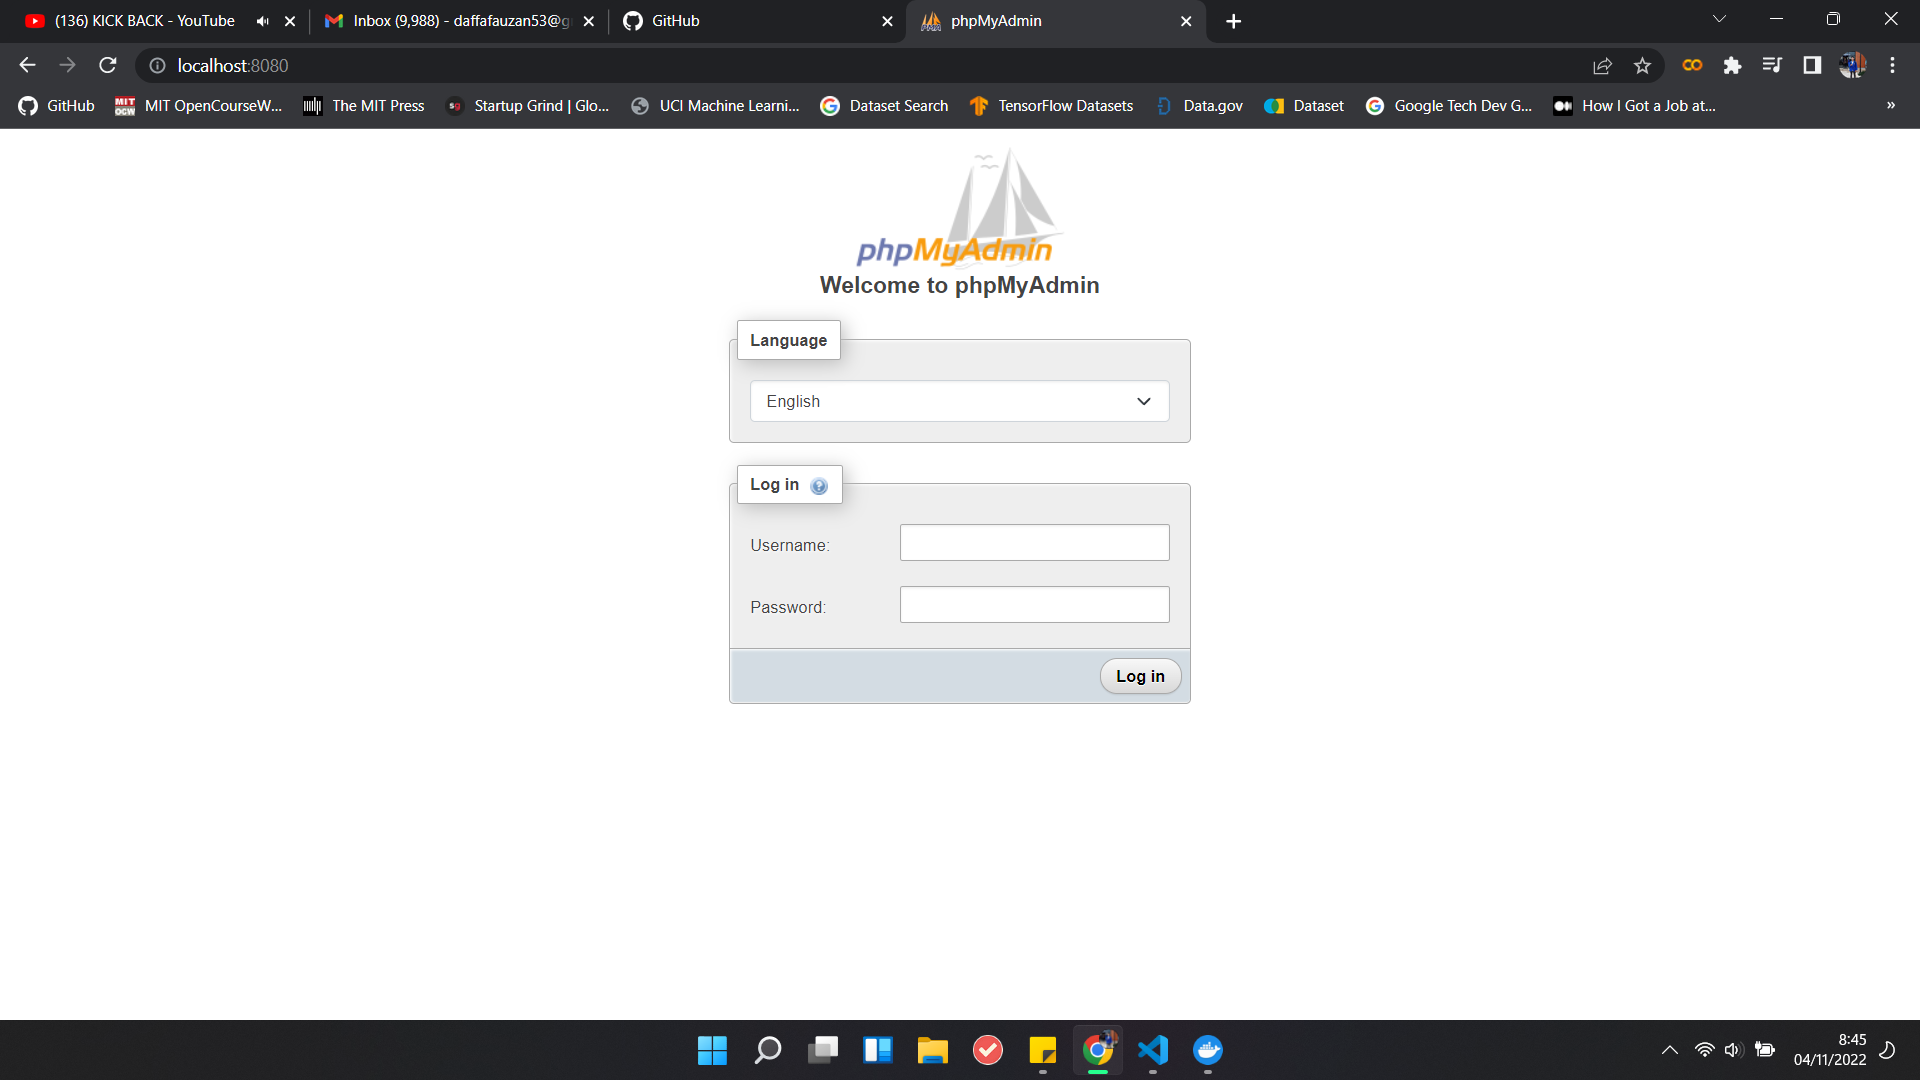 (136) KICK BACK - YouTube
Inbox (9,988) - daffafauzan53@g
GitHub
phpMyAdmin
localhost:8080
GitHub
MIT OpenCourseW...
The MIT Press
Startup Grind | Glo...
UCI Machine Learni...
Dataset Search
TensorFlow Datasets
Data.gov
Dataset
Google Tech Dev G...
How I Got a Job at...
»
phpMyAdmin
Welcome to phpMyAdmin
Language
English
Log in
Username:
Password:
Log in
8:45
04/11/2022